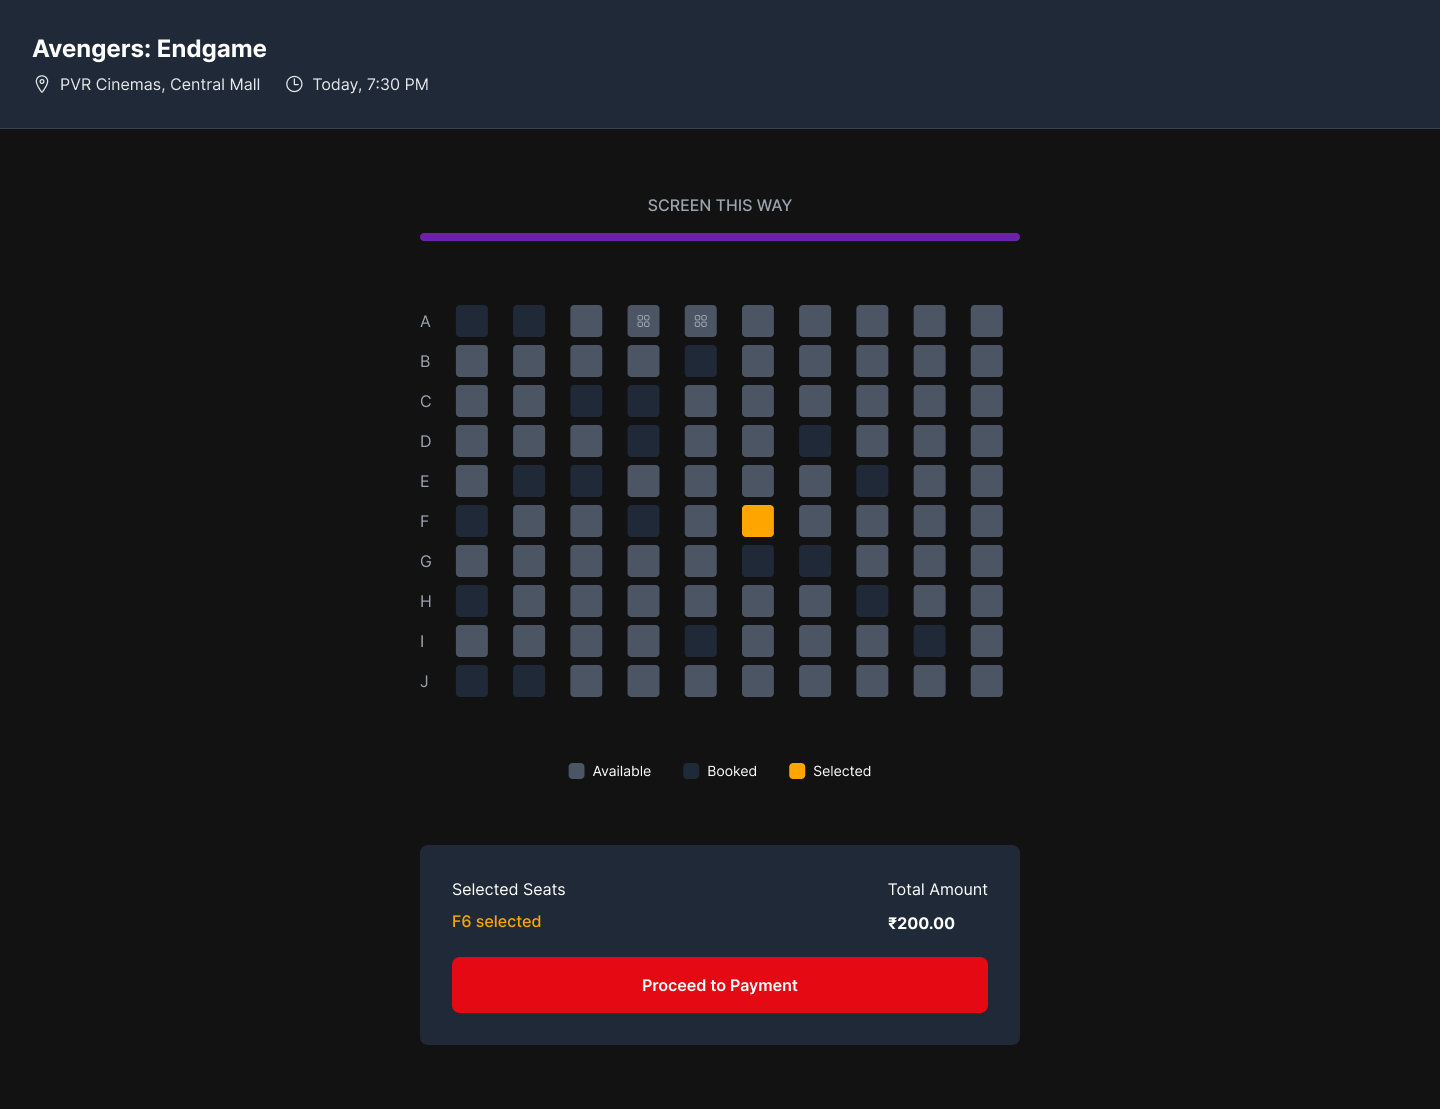 Avengers: Endgame
PVR Cinemas, Central Mall Today, 7:30 PM
SCREEN THIS WAY
A
B
C
D
E
F
G
H
I
J
Available Booked Selected
Selected Seats Total Amount
F6 selected ₹200.00
Proceed to Payment